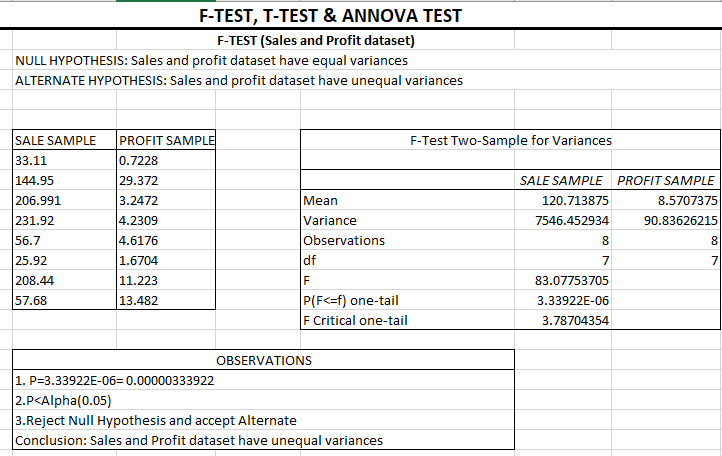 F-TEST, T-TEST & ANNOVA TEST
F-TEST (Sales and Profit dataset)
NULL HYPOTHESIS: Sales and profit dataset have equal variances
ALTERNATE HYPOTHESIS: Sales and profit dataset have unequal variances
SALE SAMPLE PROFIT SAMPLE
33.11 0.7228
144.95 29.372
206.991 3.2472
231.92 4.2309
56.7 4.6176
25.92 1.6704
208.44 11.223
57.68 13.482
F-Test Two-Sample for Variances
SALE SAMPLE PROFIT SAMPLE
Mean 120.713875 8.5707375
Variance 7546.452934 90.83626215
Observations 8 8
df 7 7
F 83.07753705
P(F<=f) one-tail 3.33922E-06
F Critical one-tail 3.78704354
OBSERVATIONS
1. P=3.33922E-06= 0.00000333922
2.P<Alpha(0.05)
3.Reject Null Hypothesis and accept Alternate
Conclusion: Sales and Profit dataset have unequal variances